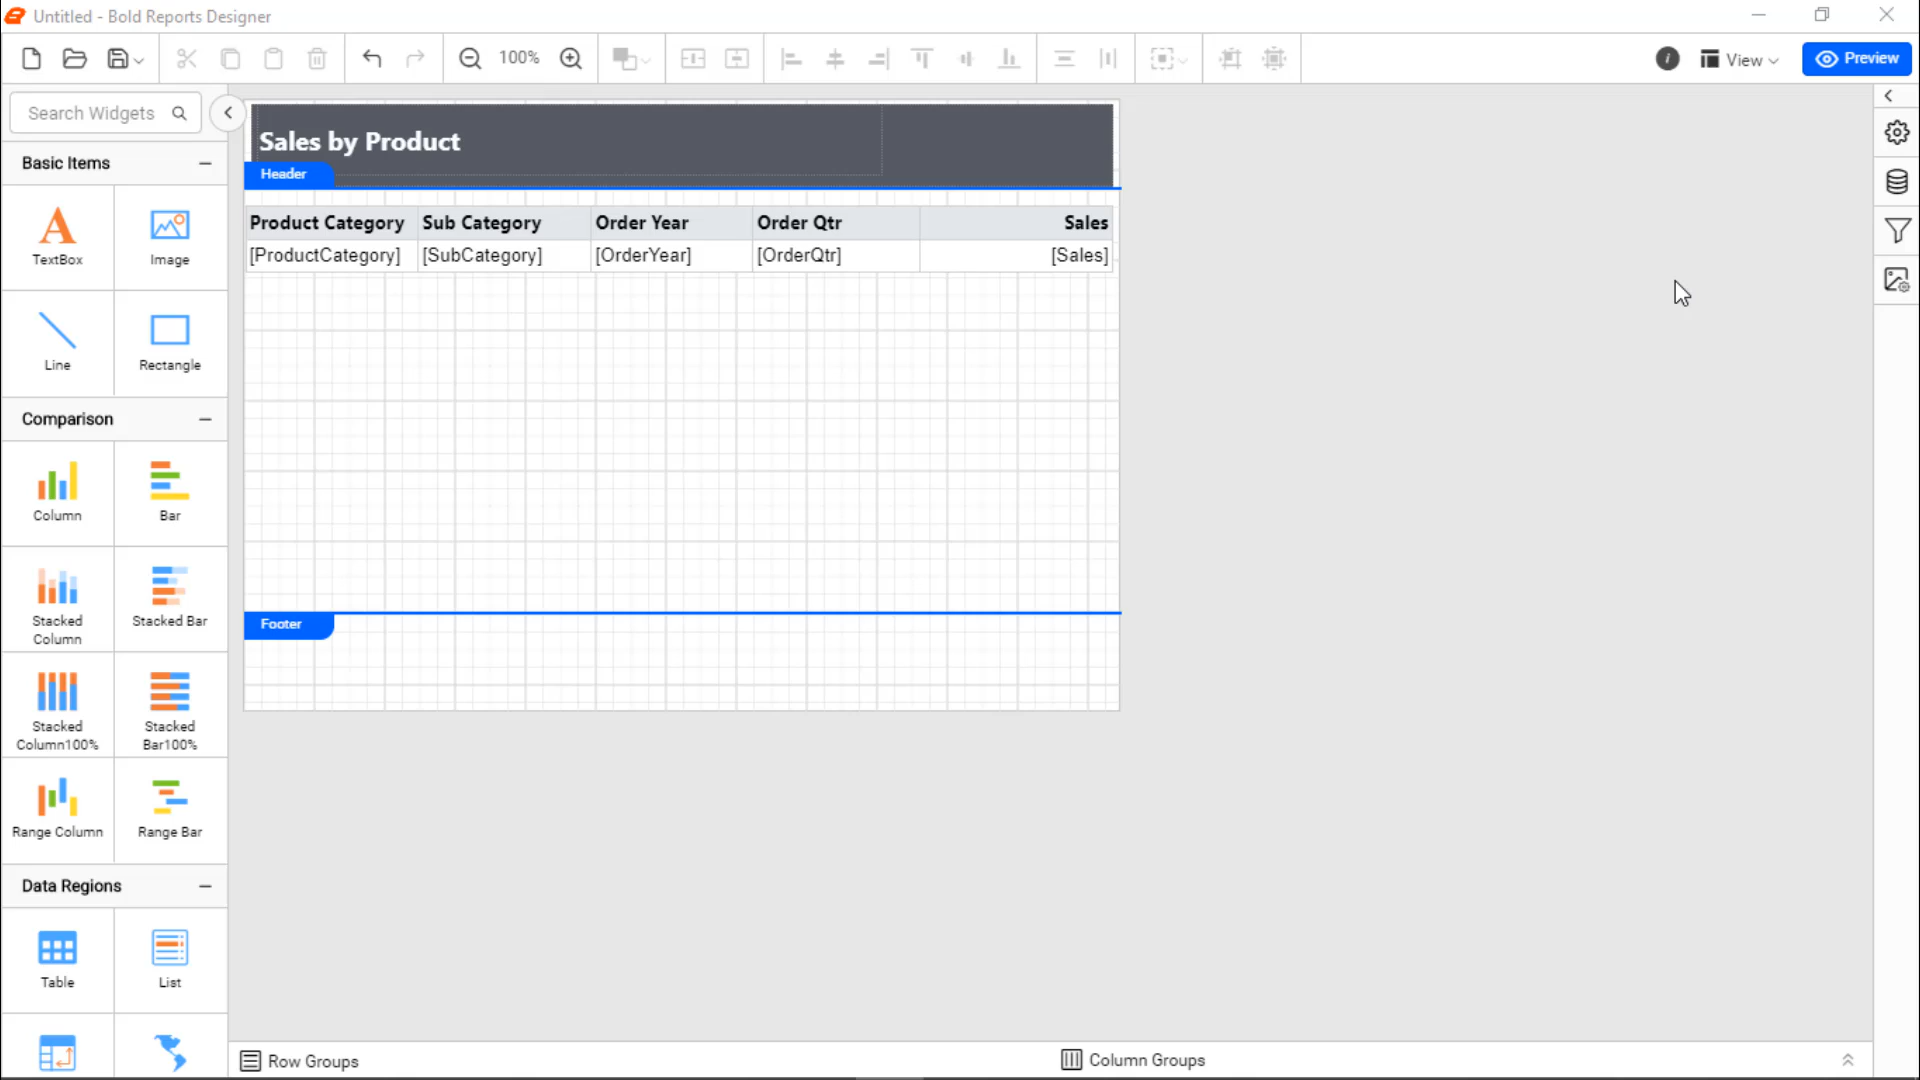 Untitled - Bold Reports Designer
100%
View
Preview
Search Widgets
Basic Items
TextBox
Image
Line
Rectangle
Comparison
Column
Bar
Stacked
Column
Stacked Bar
Stacked
Column100%
Stacked
Bar100%
Range Column
Range Bar
Data Regions
Table
List
Sales by Product
Header
Product Category
Sub Category
Order Year
Order Qtr
Sales
[ProductCategory]
[SubCategory]
[OrderYear]
[OrderQtr]
[Sales]
Footer
Row Groups
Column Groups